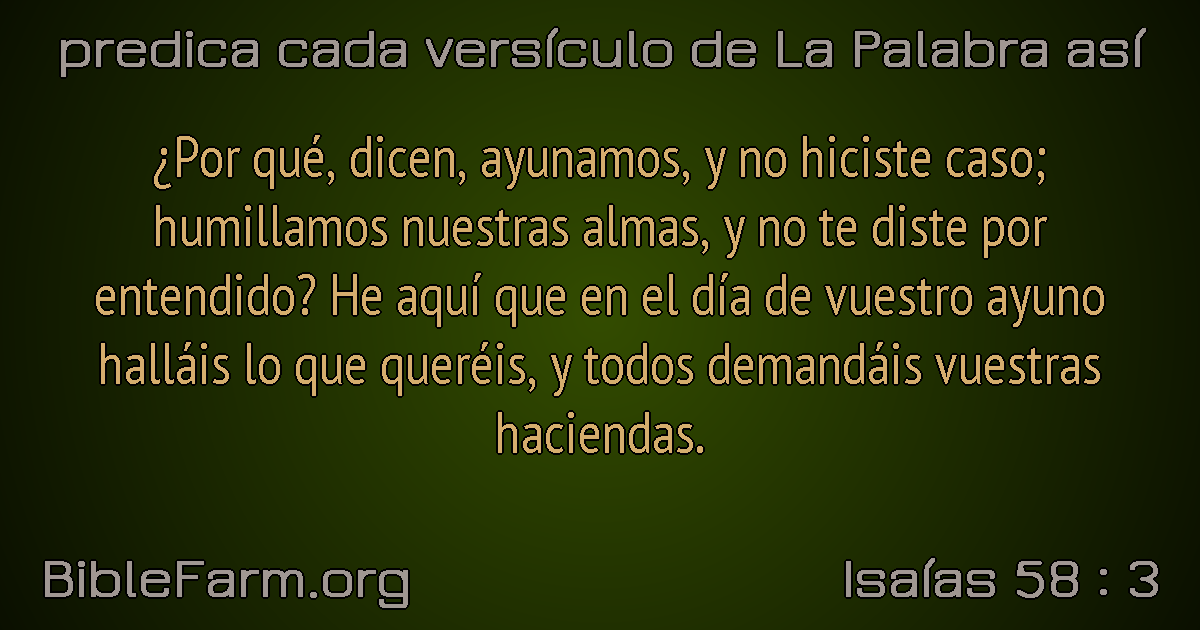 predica cada versículo de La Palabra así
¿Por qué, dicen, ayunamos, y no hiciste caso;
humillamos nuestras almas, y no te diste por
entendido? He aquí que en el día de vuestro ayuno
halláis lo que queréis, y todos demandáis vuestras
haciendas.
BibleFarm.org
Isaías 58 : 3